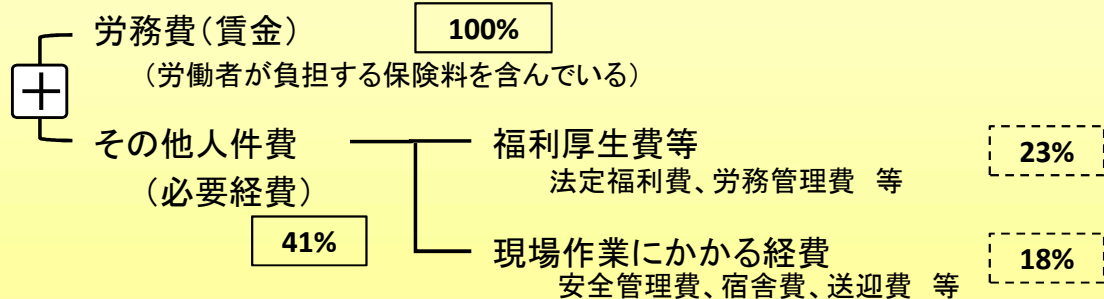 労務費(賃金) 100%
(労働者が負担する保険料を含んでいる)
+
その他人件費 福利厚生費等 23%
(必要経費) 法定福利費、労務管理費 等
41%
現場作業にかかる経費 18%
安全管理費、宿舎費、送迎費 等